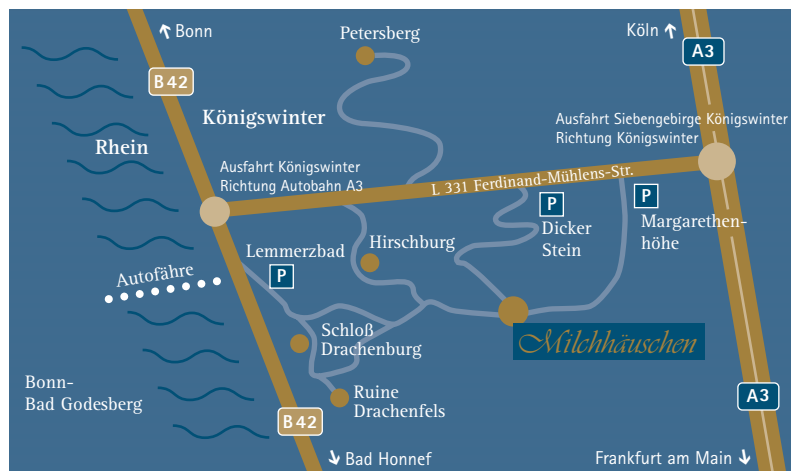 Bonn
Petersberg
Köln
A3
B 42
Königswinter
Rhein
Ausfahrt Siebengebirge Königswinter
Richtung Königswinter
Ausfahrt Königswinter
Richtung Autobahn A3
L 331 Ferdinand-Mühlens-Str.
P
Margarethen-
höhe
P
Dicker
Stein
Hirschburg
Lemmerzbad
P
Autofähre
Schloß
Drachenburg
Milchhäuschen
Bonn-
Bad Godesberg
Ruine
Drachenfels
A3
B 42
Bad Honnef
Frankfurt am Main